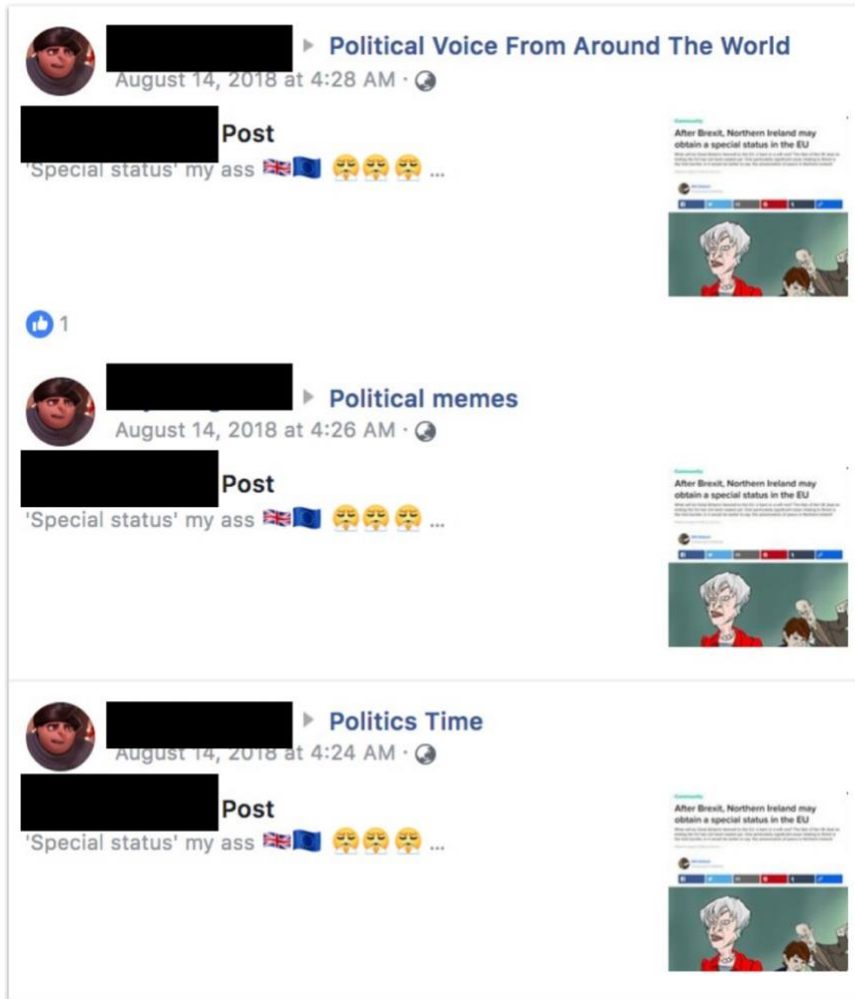 Political Voice From Around The World
August 14, 2018 at 4:28 AM ·
Post
'Special status' my ass 🇬🇧🇪🇺 😤😤😤 ...
Community
After Brexit, Northern Ireland may
obtain a special status in the EU
1
Political memes
August 14, 2018 at 4:26 AM ·
Post
'Special status' my ass 🇬🇧🇪🇺 😤😤😤 ...
Community
After Brexit, Northern Ireland may
obtain a special status in the EU
Politics Time
August 14, 2018 at 4:24 AM ·
Post
'Special status' my ass 🇬🇧🇪🇺 😤😤😤 ...
Community
After Brexit, Northern Ireland may
obtain a special status in the EU